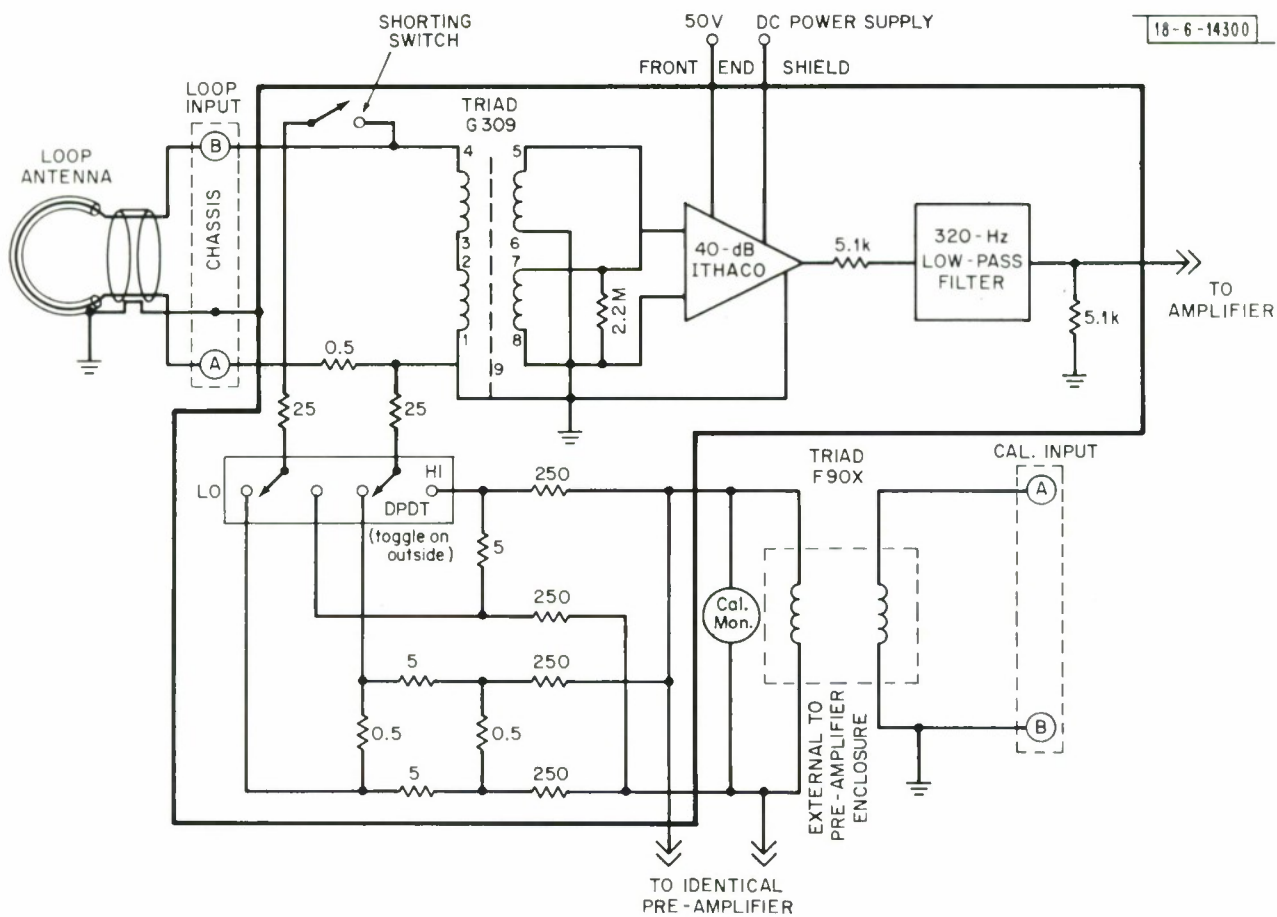 SHORTING
SWITCH
50V
DC POWER SUPPLY
18-6-14300
FRONT END SHIELD
LOOP
INPUT
TRIAD
G309
LOOP
ANTENNA
B
CHASSIS
A
4
3
2
1
5
6
7
8
9
2.2M
40-dB
ITHACO
5.1k
320-Hz
LOW-PASS
FILTER
5.1k
TO
AMPLIFIER
0.5
25
25
LO
HI
DPDT
(toggle on
outside)
250
5
250
5
250
0.5
0.5
5
250
Cal.
Mon.
TRIAD
F90X
CAL. INPUT
A
B
EXTERNAL TO
PRE-AMPLIFIER
ENCLOSURE
TO IDENTICAL
PRE-AMPLIFIER